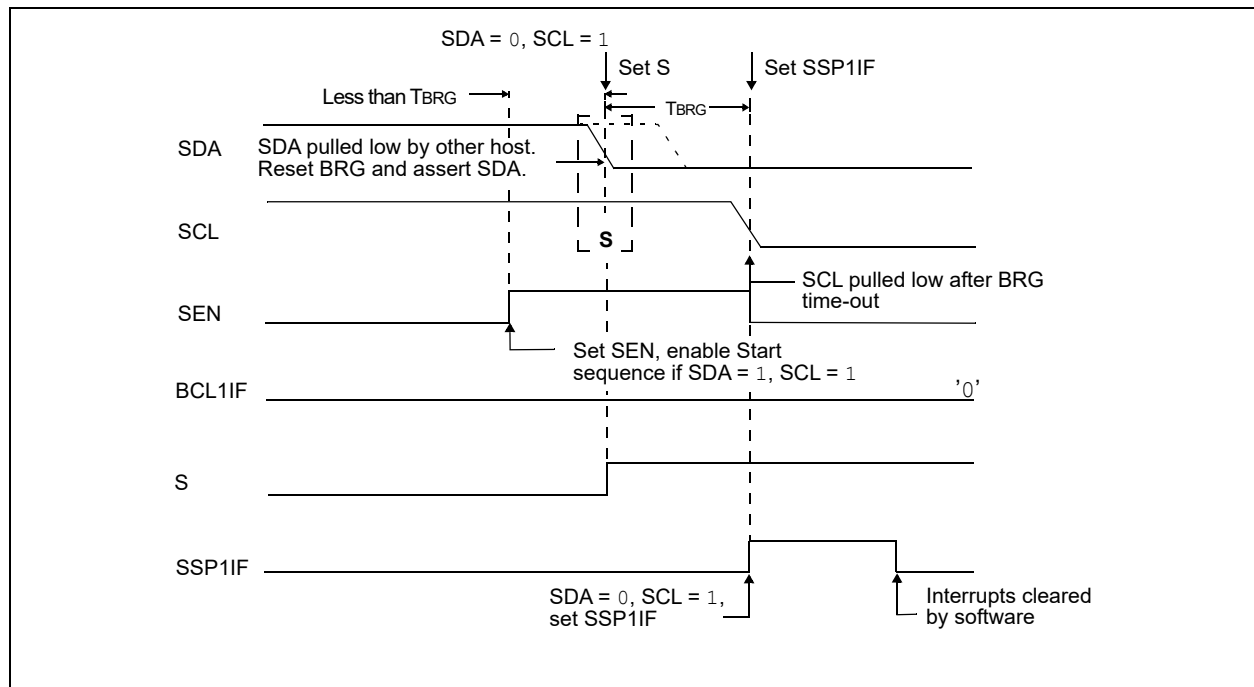 SDA = 0, SCL = 1
Set S
Set SSP1IF
Less than TBRG
TBRG
SDA
SDA pulled low by other host.
Reset BRG and assert SDA.
SCL
S
SCL pulled low after BRG
time-out
SEN
Set SEN, enable Start
sequence if SDA = 1, SCL = 1
BCL1IF
'0'
S
SSP1IF
SDA = 0, SCL = 1,
set SSP1IF
Interrupts cleared
by software